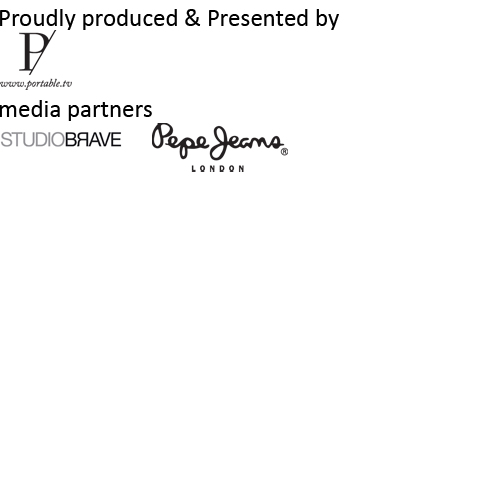 Proudly produced & Presented by
P/
www.portable.tv
media partners
STUDIOBRAVE
Pepe Jeans®
LONDON